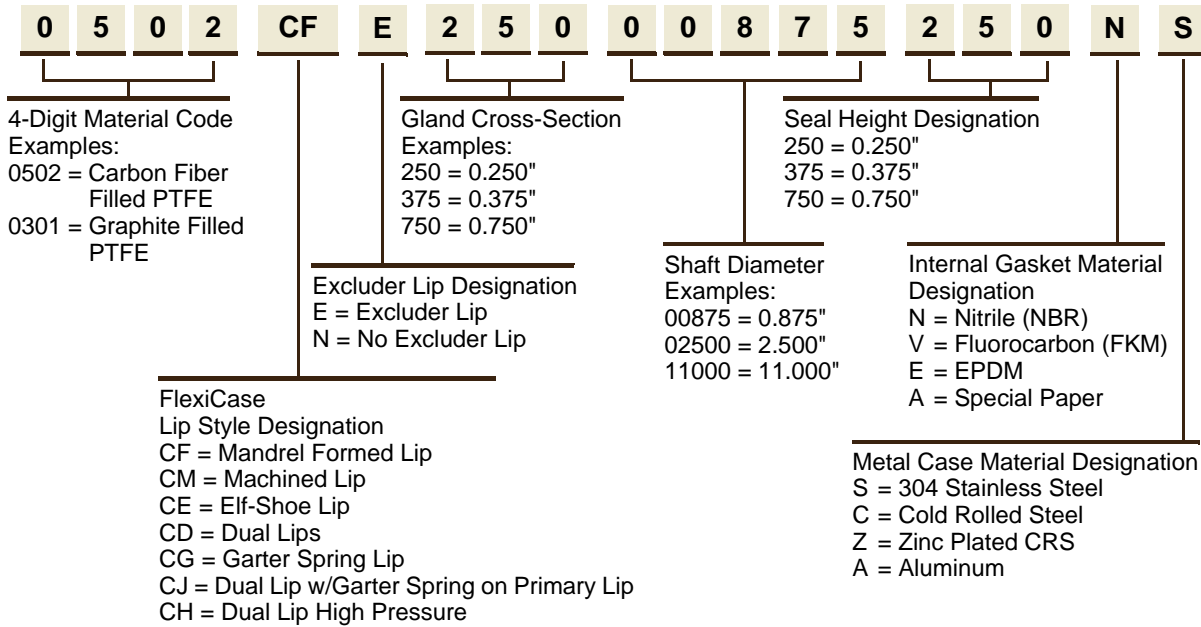 0 5 0 2 CF E 2 5 0 0 0 8 7 5 2 5 0 N S
4-Digit Material Code
Examples:
0502 = Carbon Fiber
Filled PTFE
0301 = Graphite Filled
PTFE
Gland Cross-Section
Examples:
250 = 0.250"
375 = 0.375"
750 = 0.750"
Seal Height Designation
250 = 0.250"
375 = 0.375"
750 = 0.750"
Excluder Lip Designation
E = Excluder Lip
N = No Excluder Lip
Shaft Diameter
Examples:
00875 = 0.875"
02500 = 2.500"
11000 = 11.000"
Internal Gasket Material
Designation
N = Nitrile (NBR)
V = Fluorocarbon (FKM)
E = EPDM
A = Special Paper
FlexiCase
Lip Style Designation
CF = Mandrel Formed Lip
CM = Machined Lip
CE = Elf-Shoe Lip
CD = Dual Lips
CG = Garter Spring Lip
CJ = Dual Lip w/Garter Spring on Primary Lip
CH = Dual Lip High Pressure
Metal Case Material Designation
S = 304 Stainless Steel
C = Cold Rolled Steel
Z = Zinc Plated CRS
A = Aluminum